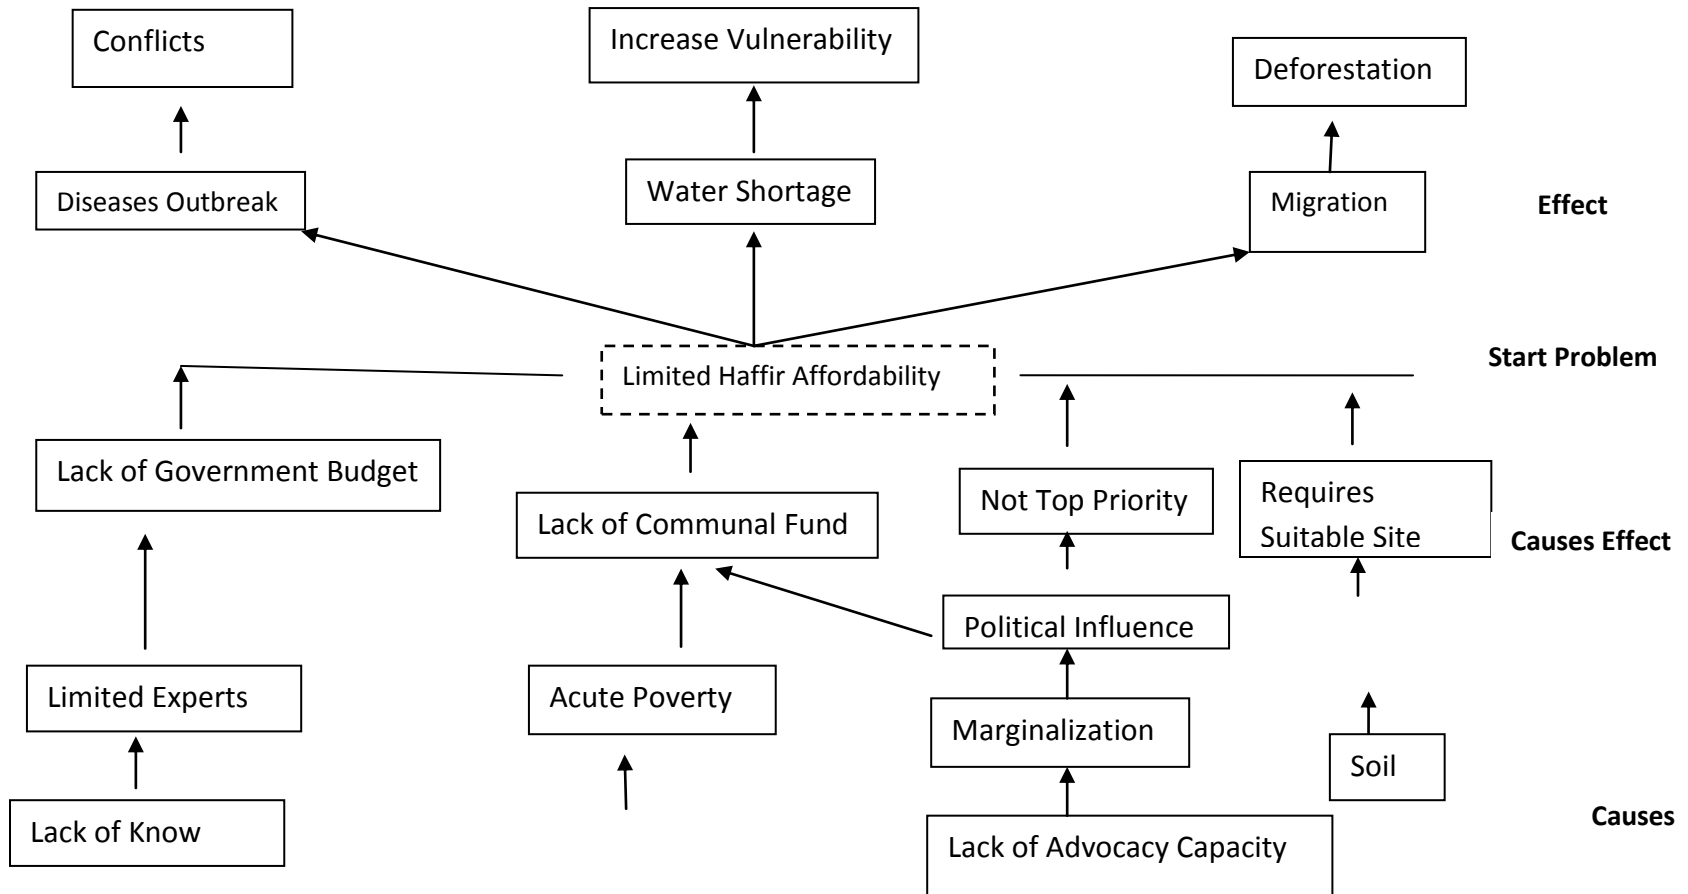 Conflicts
Increase Vulnerability
Deforestation
Diseases Outbreak
Water Shortage
Migration
Effect
Limited Haffir Affordability
Start Problem
Lack of Government Budget
Lack of Communal Fund
Not Top Priority
Requires
Suitable Site
Causes Effect
Political Influence
Limited Experts
Acute Poverty
Marginalization
Soil
Lack of Know
Lack of Advocacy Capacity
Causes